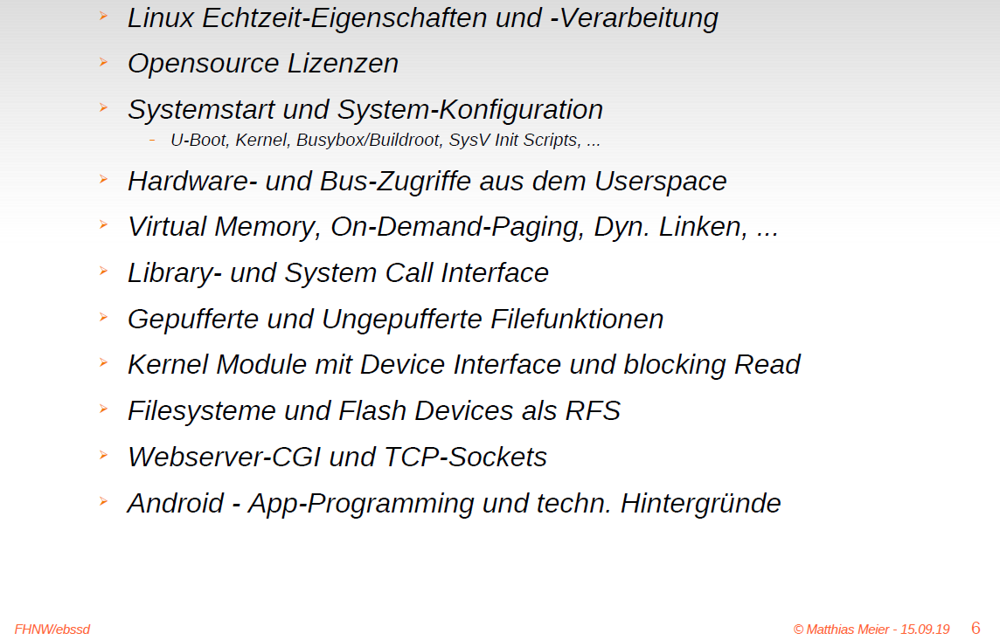 Linux Echtzeit-Eigenschaften und -Verarbeitung
Opensource Lizenzen
Systemstart und System-Konfiguration
- U-Boot, Kernel, Busybox/Buildroot, SysV Init Scripts, ...
Hardware- und Bus-Zugriffe aus dem Userspace
Virtual Memory, On-Demand-Paging, Dyn. Linken, ...
Library- und System Call Interface
Gepufferte und Ungepufferte Filefunktionen
Kernel Module mit Device Interface und blocking Read
Filesysteme und Flash Devices als RFS
Webserver-CGI und TCP-Sockets
Android - App-Programming und techn. Hintergründe
FHNW/ebssd
© Matthias Meier - 15.09.19 6